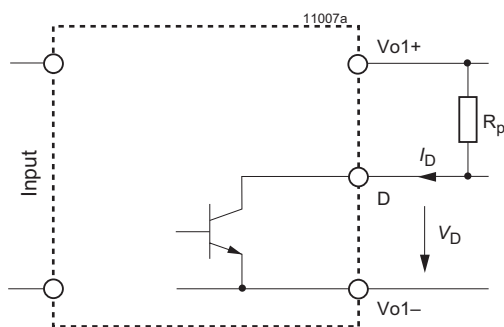 11007a
Vo1+
Input
Rp
ID
D
VD
Vo1–